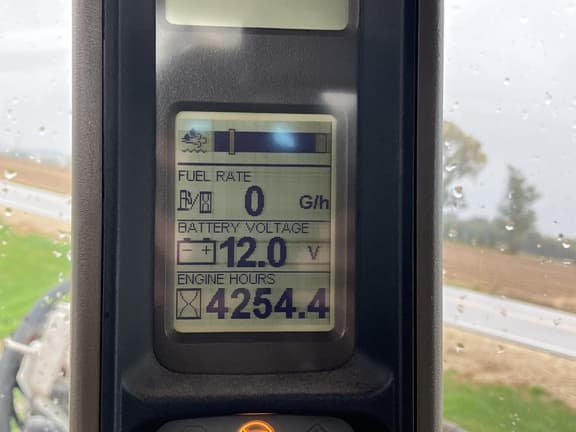 FUEL RATE
0 G/h
BATTERY VOLTAGE
- + 12.0 V
ENGINE HOURS
4254.4